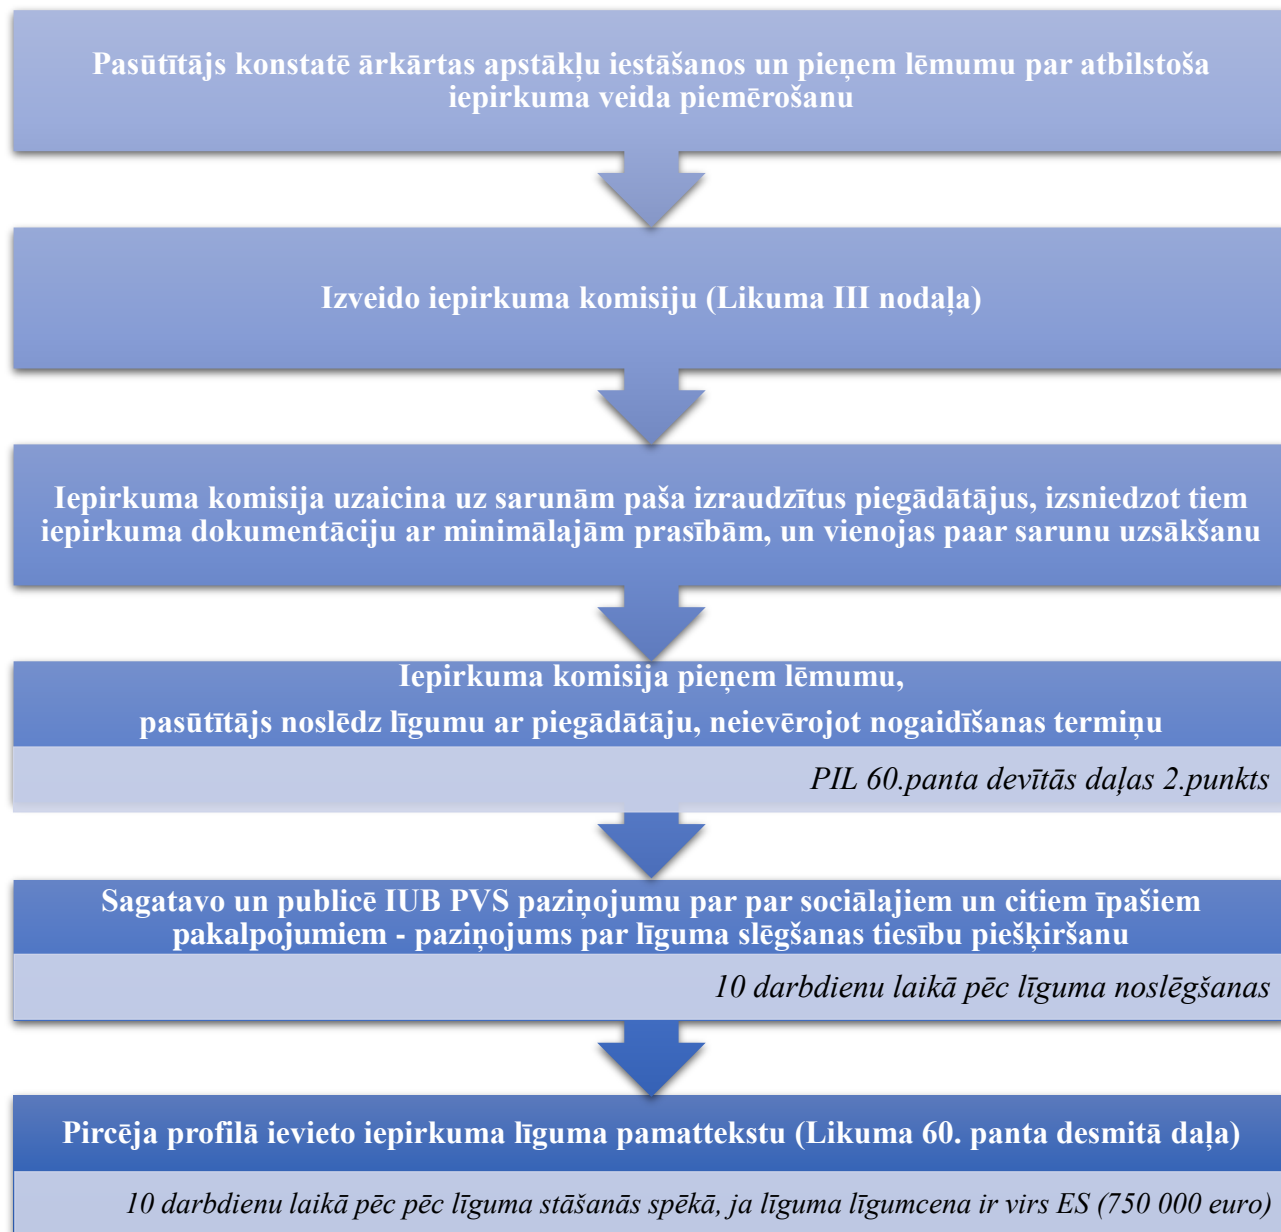 Pasūtītājs konstatē ārkārtas apstākļu iestāšanos un pieņem lēmumu par atbilstoša
iepirkuma veida piemērošanu
Izveido iepirkuma komisiju (Likuma III nodaļa)
Iepirkuma komisija uzaicina uz sarunām paša izraudzītus piegādātājus, izsniedzot tiem
iepirkuma dokumentāciju ar minimālajām prasībām, un vienojas paar sarunu uzsākšanu
Iepirkuma komisija pieņem lēmumu,
pasūtītājs noslēdz līgumu ar piegādātāju, neievērojot nogaidīšanas termiņu
PIL 60.panta devītās daļas 2.punkts
Sagatavo un publicē IUB PVS paziņojumu par par sociālajiem un citiem īpašiem
pakalpojumiem - paziņojums par līguma slēgšanas tiesību piešķiršanu
10 darbdienu laikā pēc līguma noslēgšanas
Pircēja profilā ievieto iepirkuma līguma pamattekstu (Likuma 60. panta desmitā daļa)
10 darbdienu laikā pēc pēc līguma stāšanās spēkā, ja līguma līgumcena ir virs ES (750 000 euro)